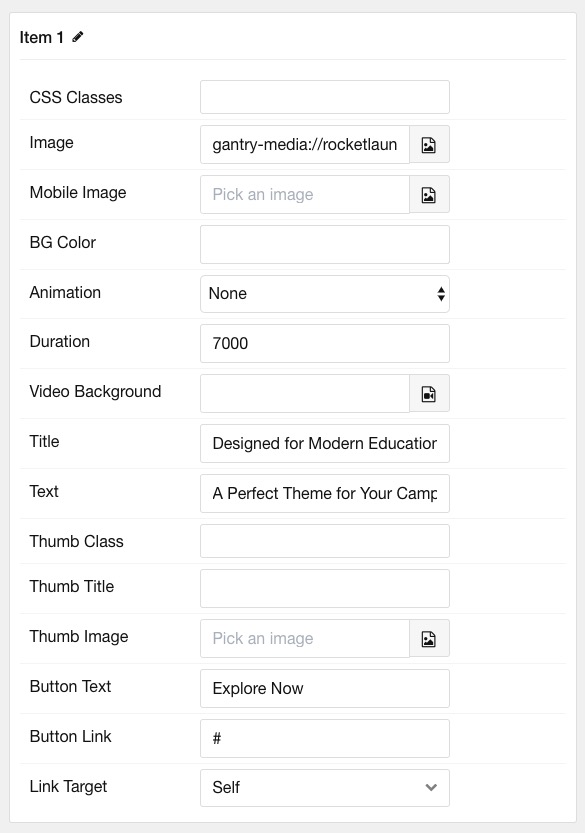 Item 1
CSS Classes
Image gantry-media://rocketlaun
Mobile Image Pick an image
BG Color
Animation None
Duration 7000
Video Background
Title Designed for Modern Education
Text A Perfect Theme for Your Camp
Thumb Class
Thumb Title
Thumb Image Pick an image
Button Text Explore Now
Button Link #
Link Target Self